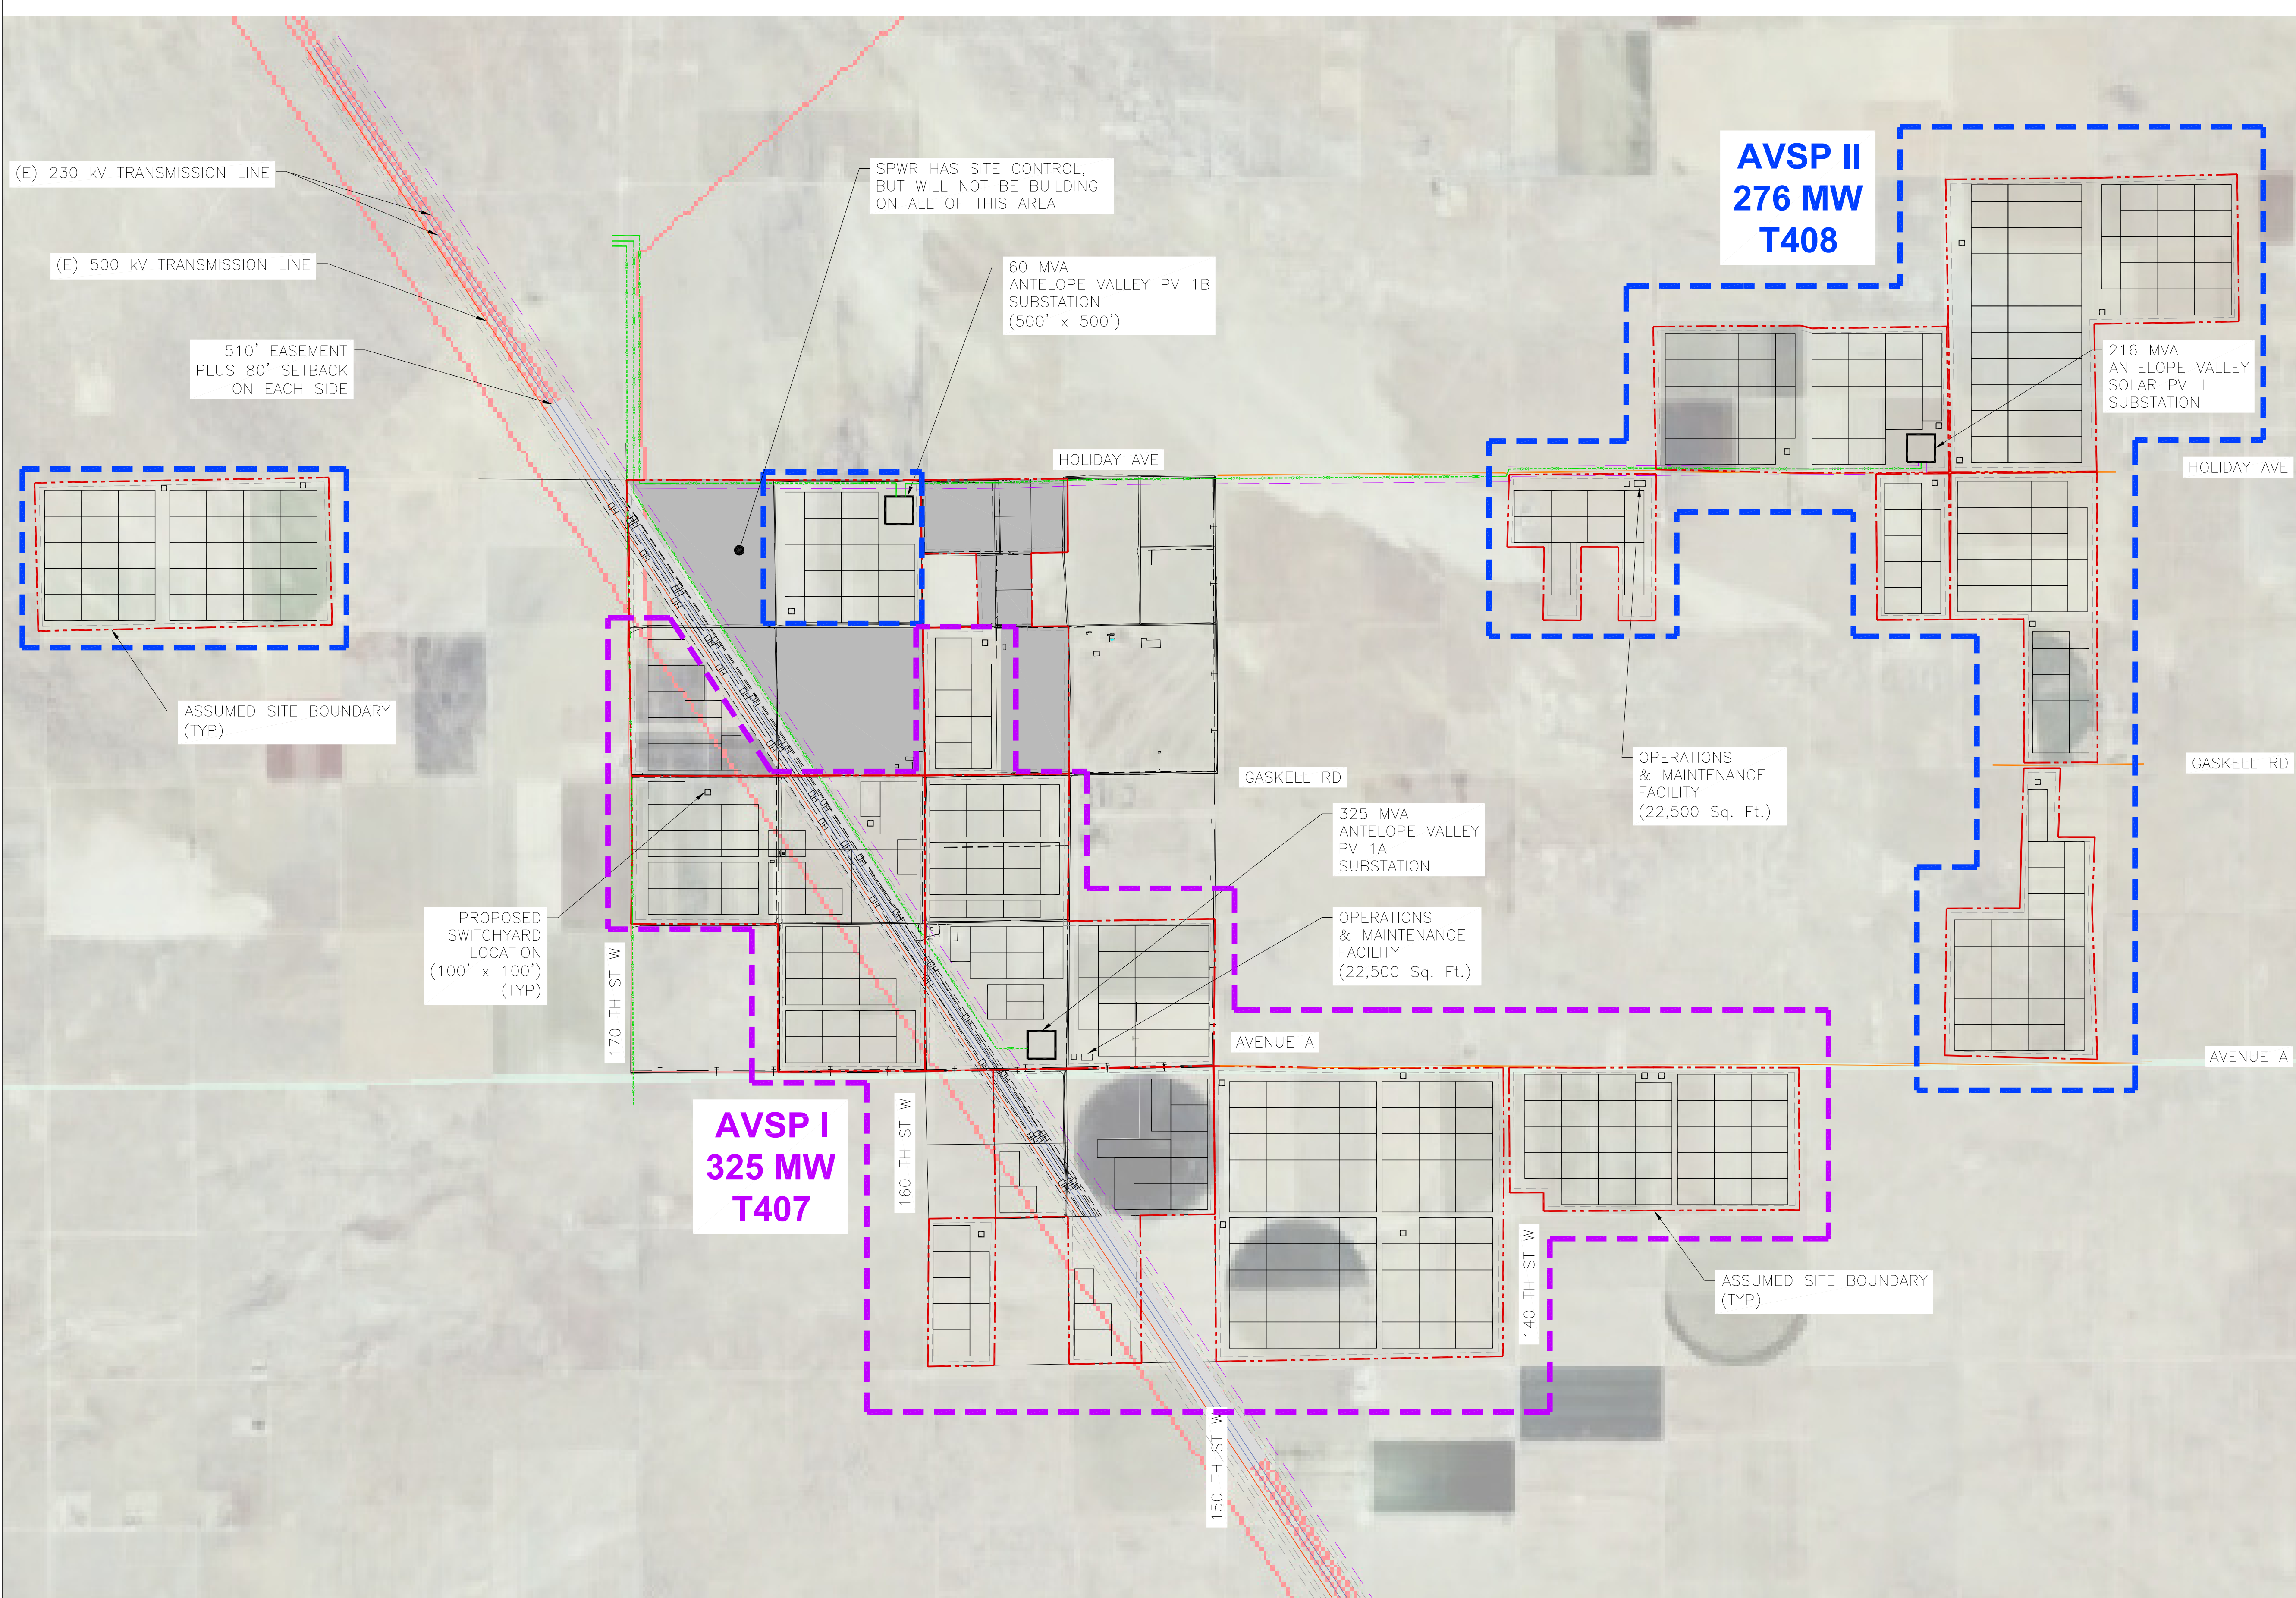 (E) 230 kV TRANSMISSION LINE
(E) 500 kV TRANSMISSION LINE
510' EASEMENT
PLUS 80' SETBACK
ON EACH SIDE
SPWR HAS SITE CONTROL,
BUT WILL NOT BE BUILDING
ON ALL OF THIS AREA
60 MVA
ANTELOPE VALLEY PV 1B
SUBSTATION
(500' x 500')
AVSP II
276 MW
T408
216 MVA
ANTELOPE VALLEY
SOLAR PV II
SUBSTATION
HOLIDAY AVE
HOLIDAY AVE
ASSUMED SITE BOUNDARY
(TYP)
GASKELL RD
OPERATIONS
& MAINTENANCE
FACILITY
(22,500 Sq. Ft.)
GASKELL RD
325 MVA
ANTELOPE VALLEY
PV 1A
SUBSTATION
OPERATIONS
& MAINTENANCE
FACILITY
(22,500 Sq. Ft.)
PROPOSED
SWITCHYARD
LOCATION
(100' x 100')
(TYP)
170 TH ST W
AVENUE A
AVENUE A
AVSP I
325 MW
T407
160 TH ST W
140 TH ST W
ASSUMED SITE BOUNDARY
(TYP)
150 TH ST W